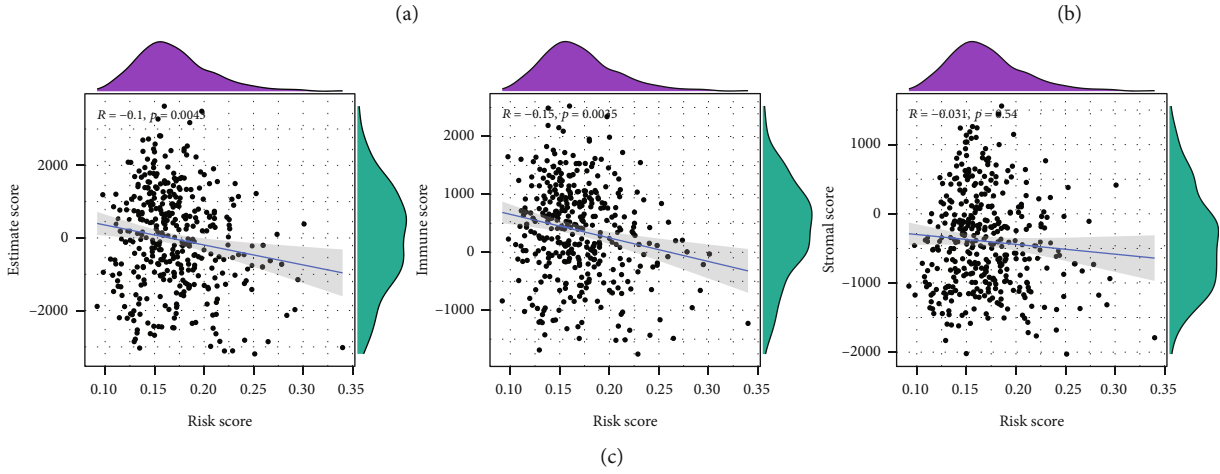 (a)
(b)
R = −0.1, p = 0.0043
Estimate score
2000
0
−2000
0.10 0.15 0.20 0.25 0.30 0.35
Risk score
R = −0.15, p = 0.0025
Immune score
2000
1000
0
−1000
0.10 0.15 0.20 0.25 0.30 0.35
Risk score
R = −0.031, p = 0.54
Stromal score
1000
0
−1000
−2000
0.10 0.15 0.20 0.25 0.30 0.35
Risk score
(c)